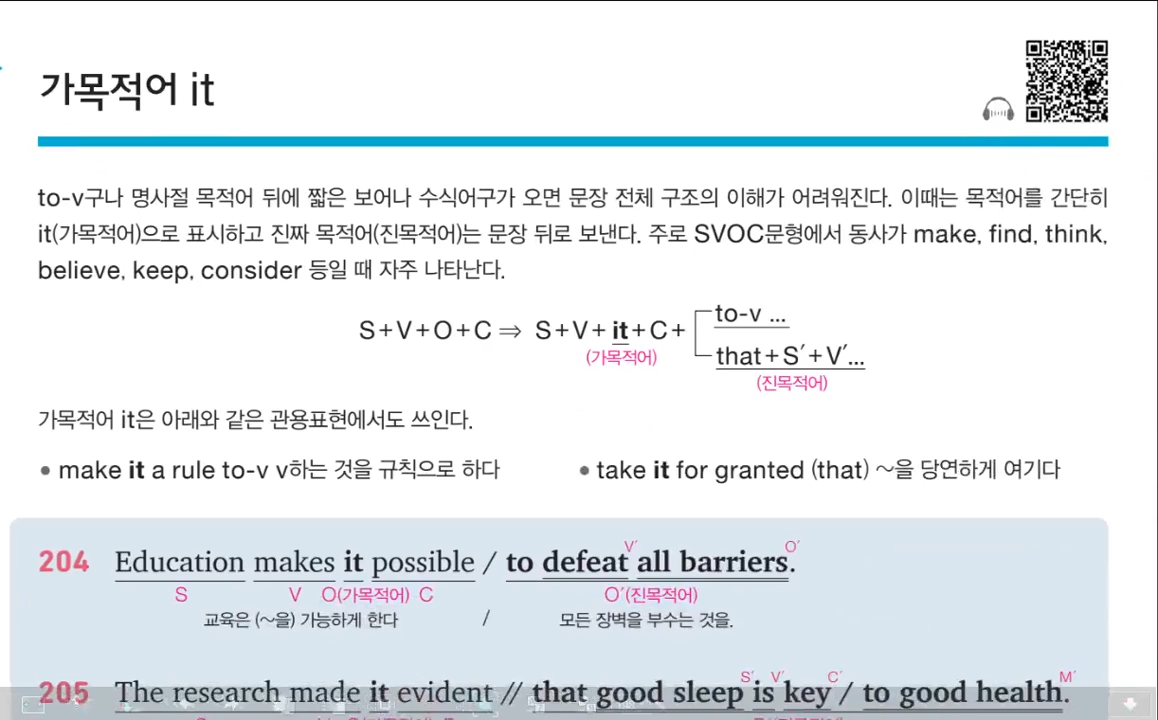 가목적어 it
to-v구나 명사절 목적어 뒤에 짧은 보어나 수식어구가 오면 문장 전체 구조의 이해가 어려워진다. 이때는 목적어를 간단히
it(가목적어)으로 표시하고 진짜 목적어(진목적어)는 문장 뒤로 보낸다. 주로 SVOC문형에서 동사가 make, find, think,
believe, keep, consider 등일 때 자주 나타난다.
S+V+O+C ⇒ S+V+it+C+ to-v ...
that+S′+V′...
(가목적어)
(진목적어)
가목적어 it은 아래와 같은 관용표현에서도 쓰인다.
• make it a rule to-v v하는 것을 규칙으로 하다 • take it for granted (that) ~을 당연하게 여기다
V′ O′
204 Education makes it possible / to defeat all barriers.
S V O(가목적어) C O′(진목적어)
교육은 (~을) 가능하게 한다 / 모든 장벽을 부수는 것을.
S′ V′ C′ M′
205 The research made it evident // that good sleep is key / to good health.